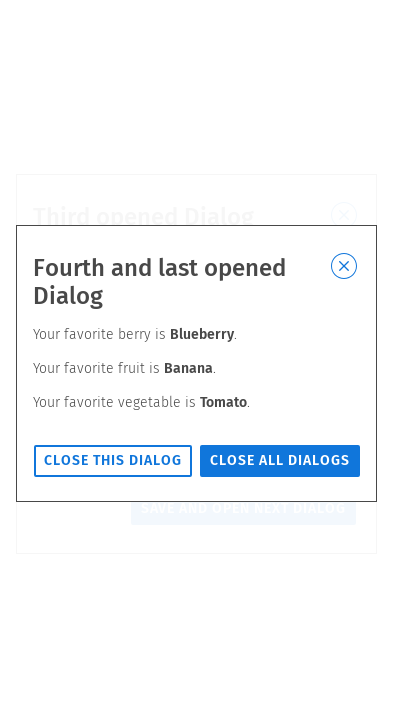 Third opened Dialog
Fourth and last opened
Dialog
Your favorite berry is Blueberry.
Your favorite fruit is Banana.
Your favorite vegetable is Tomato.
CLOSE THIS DIALOG CLOSE ALL DIALOGS
SAVE AND OPEN NEXT DIALOG